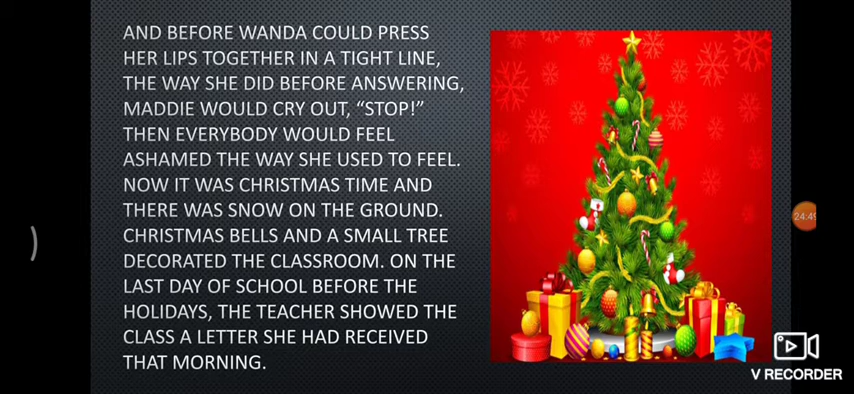 AND BEFORE WANDA COULD PRESS
HER LIPS TOGETHER IN A TIGHT LINE,
THE WAY SHE DID BEFORE ANSWERING,
MADDIE WOULD CRY OUT, “STOP!”
THEN EVERYBODY WOULD FEEL
ASHAMED THE WAY SHE USED TO FEEL.
NOW IT WAS CHRISTMAS TIME AND
THERE WAS SNOW ON THE GROUND.
CHRISTMAS BELLS AND A SMALL TREE
DECORATED THE CLASSROOM. ON THE
LAST DAY OF SCHOOL BEFORE THE
HOLIDAYS, THE TEACHER SHOWED THE
CLASS A LETTER SHE HAD RECEIVED
THAT MORNING.
24:49
V RECORDER